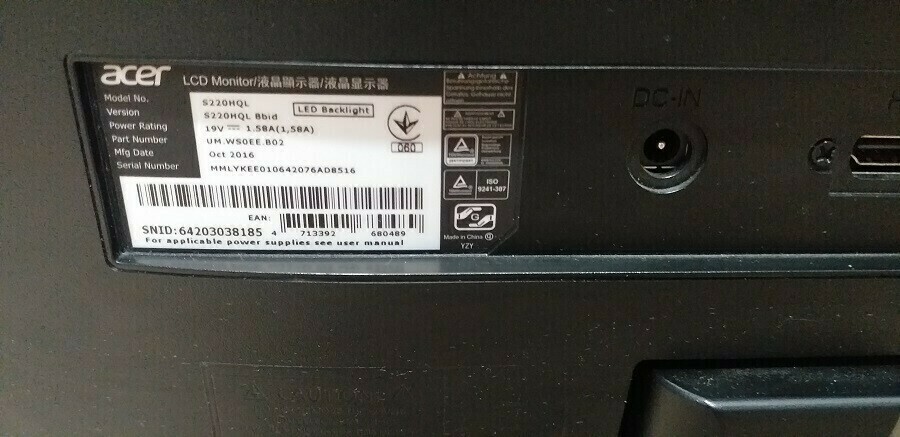 acer LCD Monitor/液晶顯示器/液晶显示器
Model No. S220HQL LED Backlight
Version S220HQL 8bid
Power Rating 19V ⎓ 1.58A(1,58A)
Part Number UM.WS0EE.B02
Mfg Date Oct 2016
Serial Number MMLYKEE010642076AD8516
060
EAN:
SNID:64203038185 4 713392 680489
For applicable power supplies see user manual
Achtung
ISO
9241-307
Made in China
YZY
DC-IN